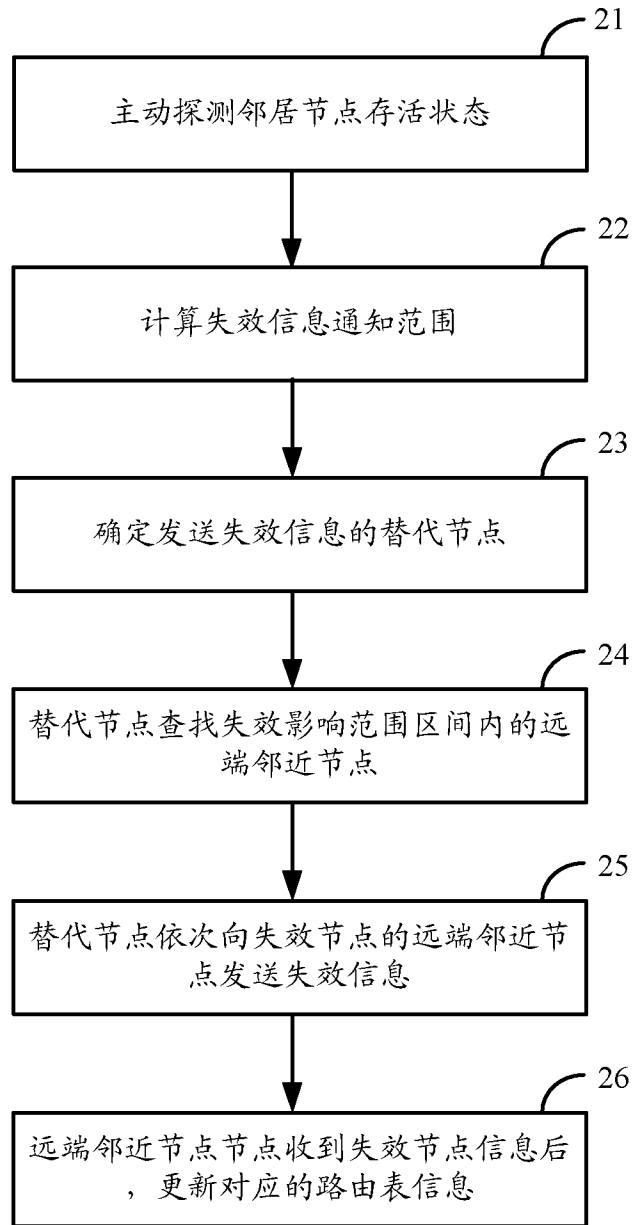 21
主动探测邻居节点存活状态
22
计算失效信息通知范围
23
确定发送失效信息的替代节点
24
替代节点查找失效影响范围区间内的远
端邻近节点
25
替代节点依次向失效节点的远端邻近节
点发送失效信息
26
远端邻近节点节点收到失效节点信息后
，更新对应的路由表信息